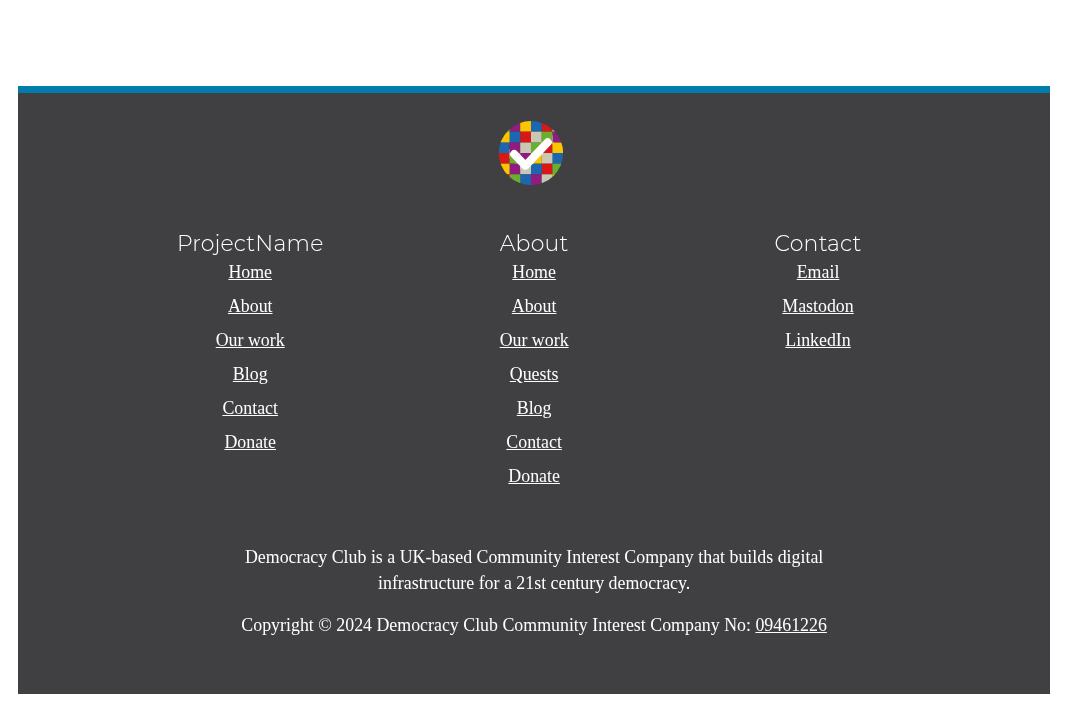 ProjectName
Home
About
Our work
Blog
Contact
Donate
About
Home
About
Our work
Quests
Blog
Contact
Donate
Contact
Email
Mastodon
LinkedIn
Democracy Club is a UK-based Community Interest Company that builds digital
infrastructure for a 21st century democracy.
Copyright © 2024 Democracy Club Community Interest Company No: 09461226